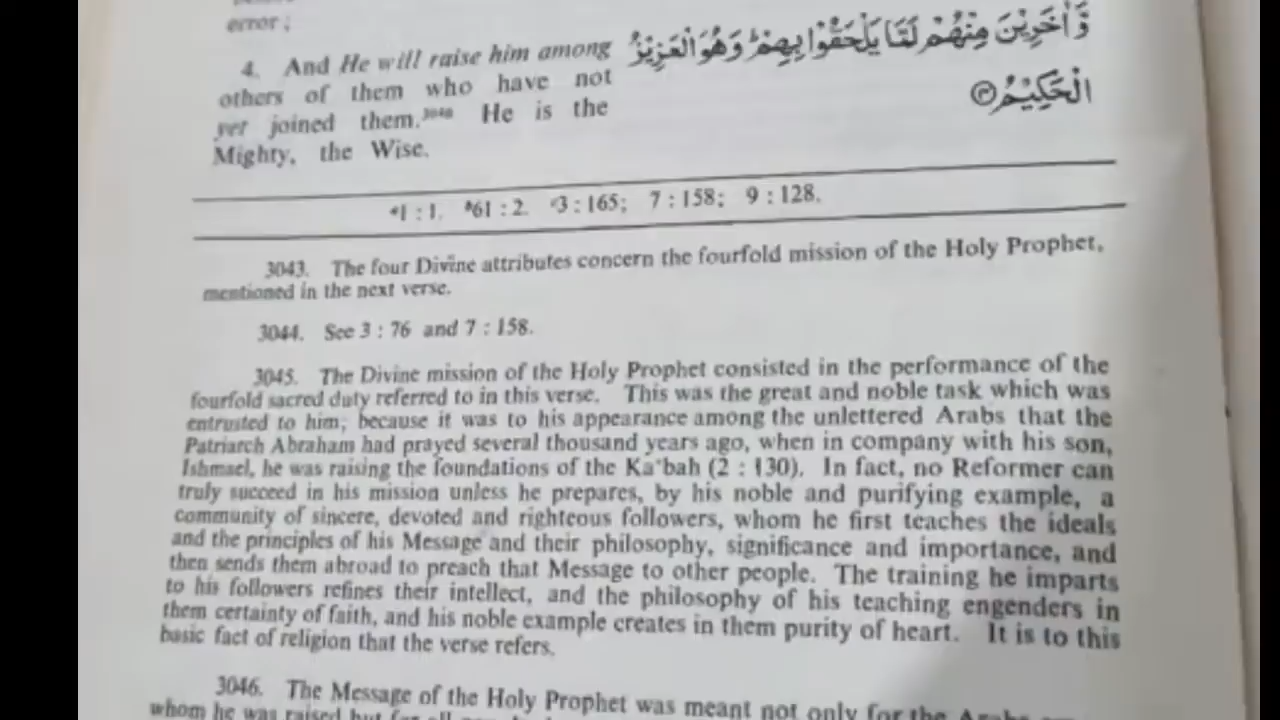 error ;
4. And He will raise him among
others of them who have not
yet joined them.3046 He is the
Mighty, the Wise.
وَّاٰخَرِيْنَ مِنْهُمْ لَمَّا يَلْحَقُوْا بِهِمْ ؕ وَهُوَ الْعَزِيْزُ
الْحَكِيْمُ ۴
a1 : 1. b61 : 2. c3 : 165; 7 : 158; 9 : 128.
3043. The four Divine attributes concern the fourfold mission of the Holy Prophet,
mentioned in the next verse.
3044. See 3 : 76 and 7 : 158.
3045. The Divine mission of the Holy Prophet consisted in the performance of the
fourfold sacred duty referred to in this verse. This was the great and noble task which was
entrusted to him; because it was to his appearance among the unlettered Arabs that the
Patriarch Abraham had prayed several thousand years ago, when in company with his son,
Ishmael, he was raising the foundations of the Ka'bah (2 : 130). In fact, no Reformer can
truly succeed in his mission unless he prepares, by his noble and purifying example, a
community of sincere, devoted and righteous followers, whom he first teaches the ideals
and the principles of his Message and their philosophy, significance and importance, and
then sends them abroad to preach that Message to other people. The training he imparts
to his followers refines their intellect, and the philosophy of his teaching engenders in
them certainty of faith, and his noble example creates in them purity of heart. It is to this
basic fact of religion that the verse refers.
3046. The Message of the Holy Prophet was meant not only for the Arabs
whom he was raised but for all